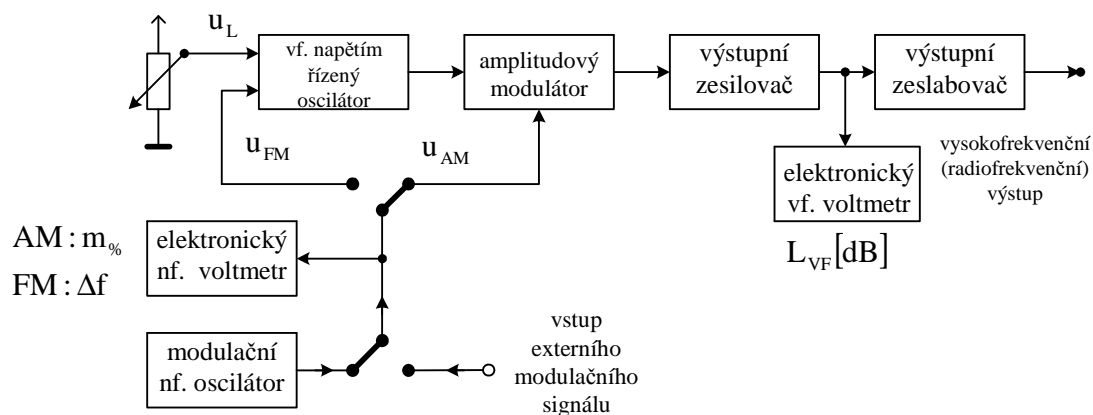 u_L
vf. napětím
řízený
oscilátor
amplitudový
modulátor
výstupní
zesilovač
výstupní
zeslabovač
u_FM
u_AM
elektronický
vf. voltmetr
vysokofrekvenční
(radiofrekvenční)
výstup
L_VF[dB]
AM : m_%
FM : Δf
elektronický
nf. voltmetr
modulační
nf. oscilátor
vstup
externího
modulačního
signálu